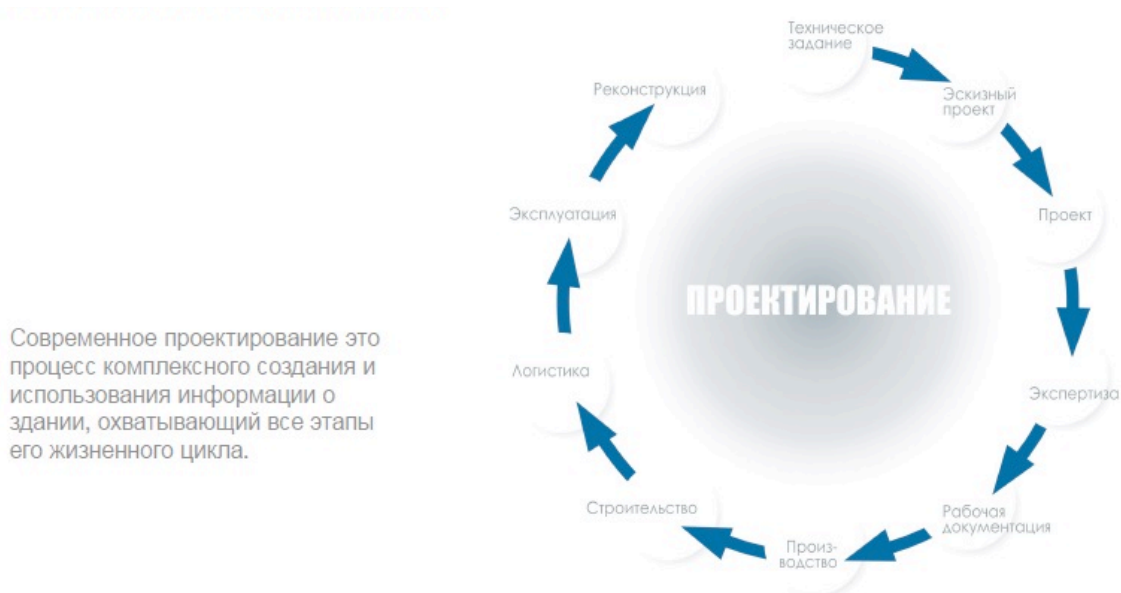 Техническое
задание
Эскизный
проект
Проект
Экспертиза
Рабочая
документация
Произ-
водство
Строительство
Логистика
Эксплуатация
Реконструкция
ПРОЕКТИРОВАНИЕ
Современное проектирование это
процесс комплексного создания и
использования информации о
здании, охватывающий все этапы
его жизненного цикла.